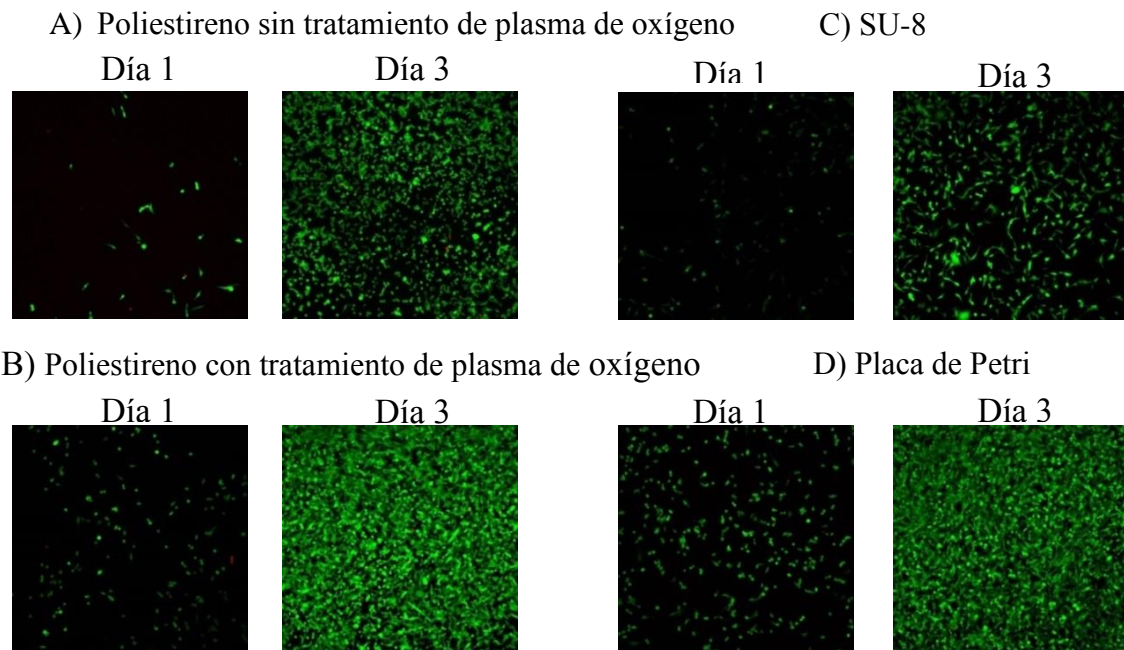 A) Poliestireno sin tratamiento de plasma de oxígeno
C) SU-8
Día 1
Día 3
Día 1
Día 3
B) Poliestireno con tratamiento de plasma de oxígeno
D) Placa de Petri
Día 1
Día 3
Día 1
Día 3